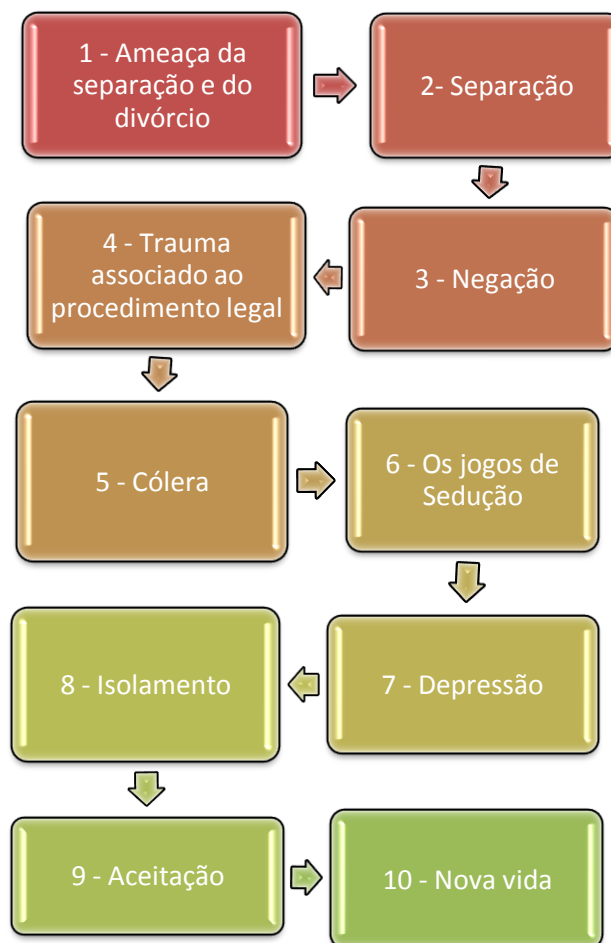 1 - Ameaça da
separação e do
divórcio
2- Separação
3 - Negação
4 - Trauma
associado ao
procedimento legal
5 - Cólera
6 - Os jogos de
Sedução
7 - Depressão
8 - Isolamento
9 - Aceitação
10 - Nova vida